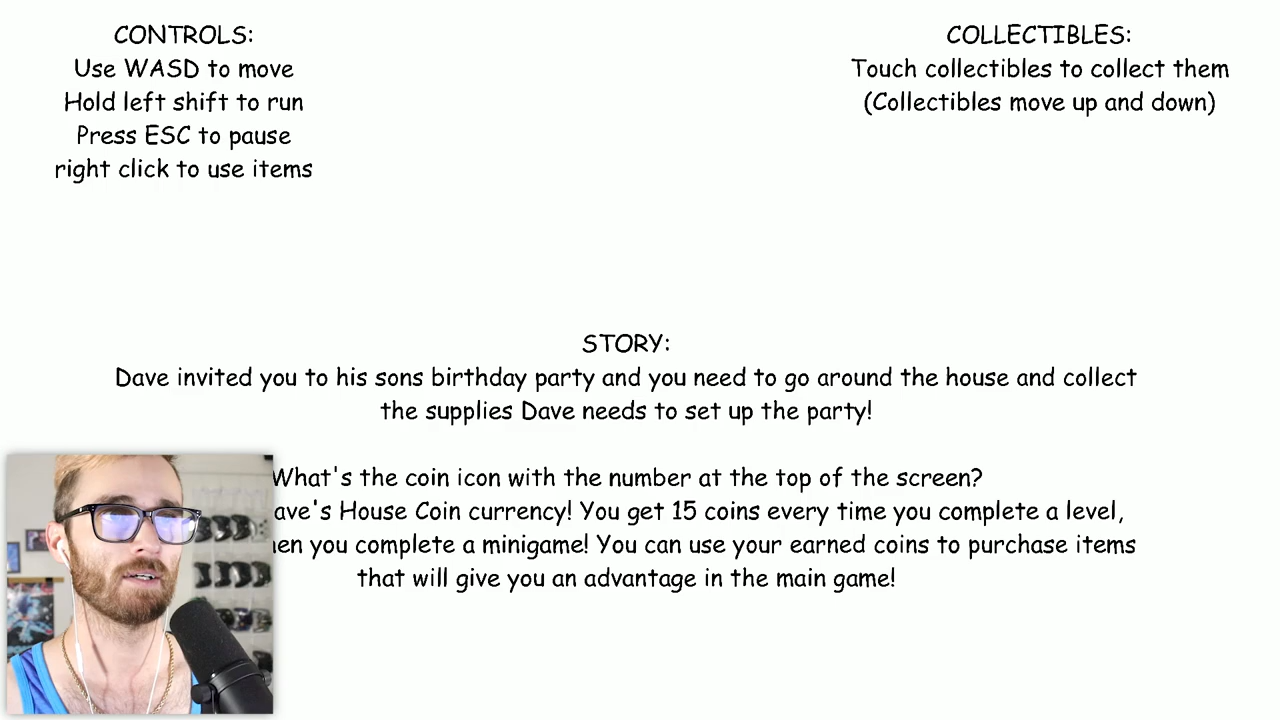 CONTROLS:
Use WASD to move
Hold left shift to run
Press ESC to pause
right click to use items
COLLECTIBLES:
Touch collectibles to collect them
(Collectibles move up and down)
STORY:
Dave invited you to his sons birthday party and you need to go around the house and collect
the supplies Dave needs to set up the party!
What's the coin icon with the number at the top of the screen?
House Coin currency! You get 15 coins every time you complete a level,
you complete a minigame! You can use your earned coins to purchase items
that will give you an advantage in the main game!